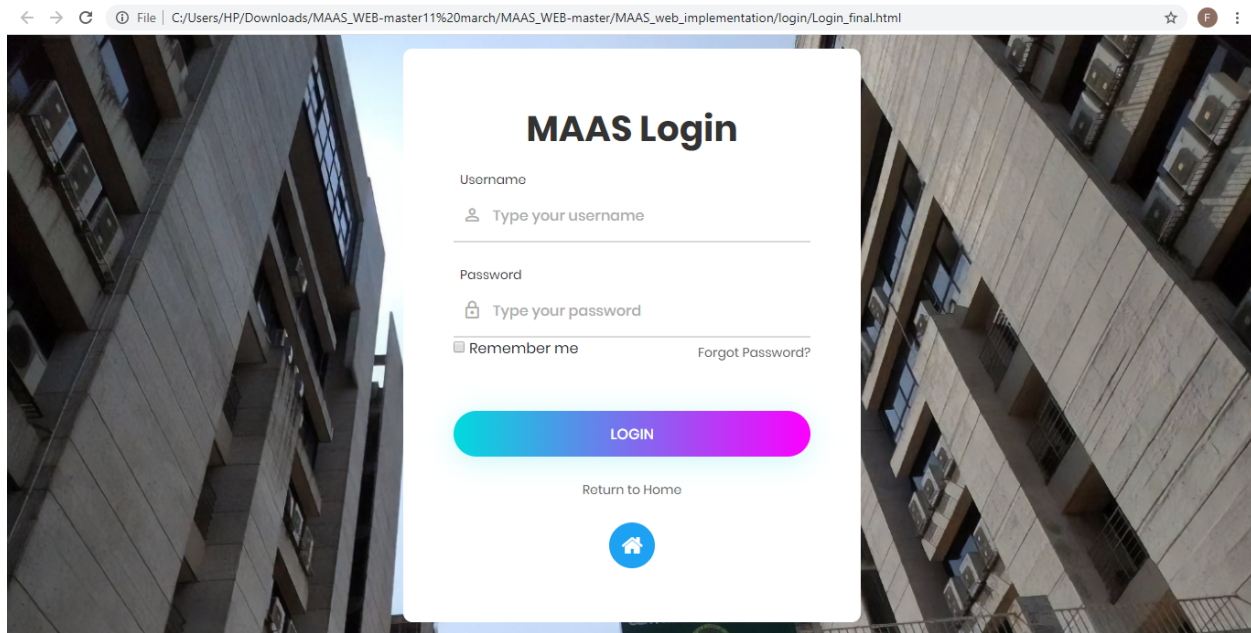 File | C:/Users/HP/Downloads/MAAS_WEB-master11%20march/MAAS_WEB-master/MAAS_web_implementation/login/Login_final.html
F
MAAS Login
Username
Type your username
Password
Type your password
Remember me
Forgot Password?
LOGIN
Return to Home